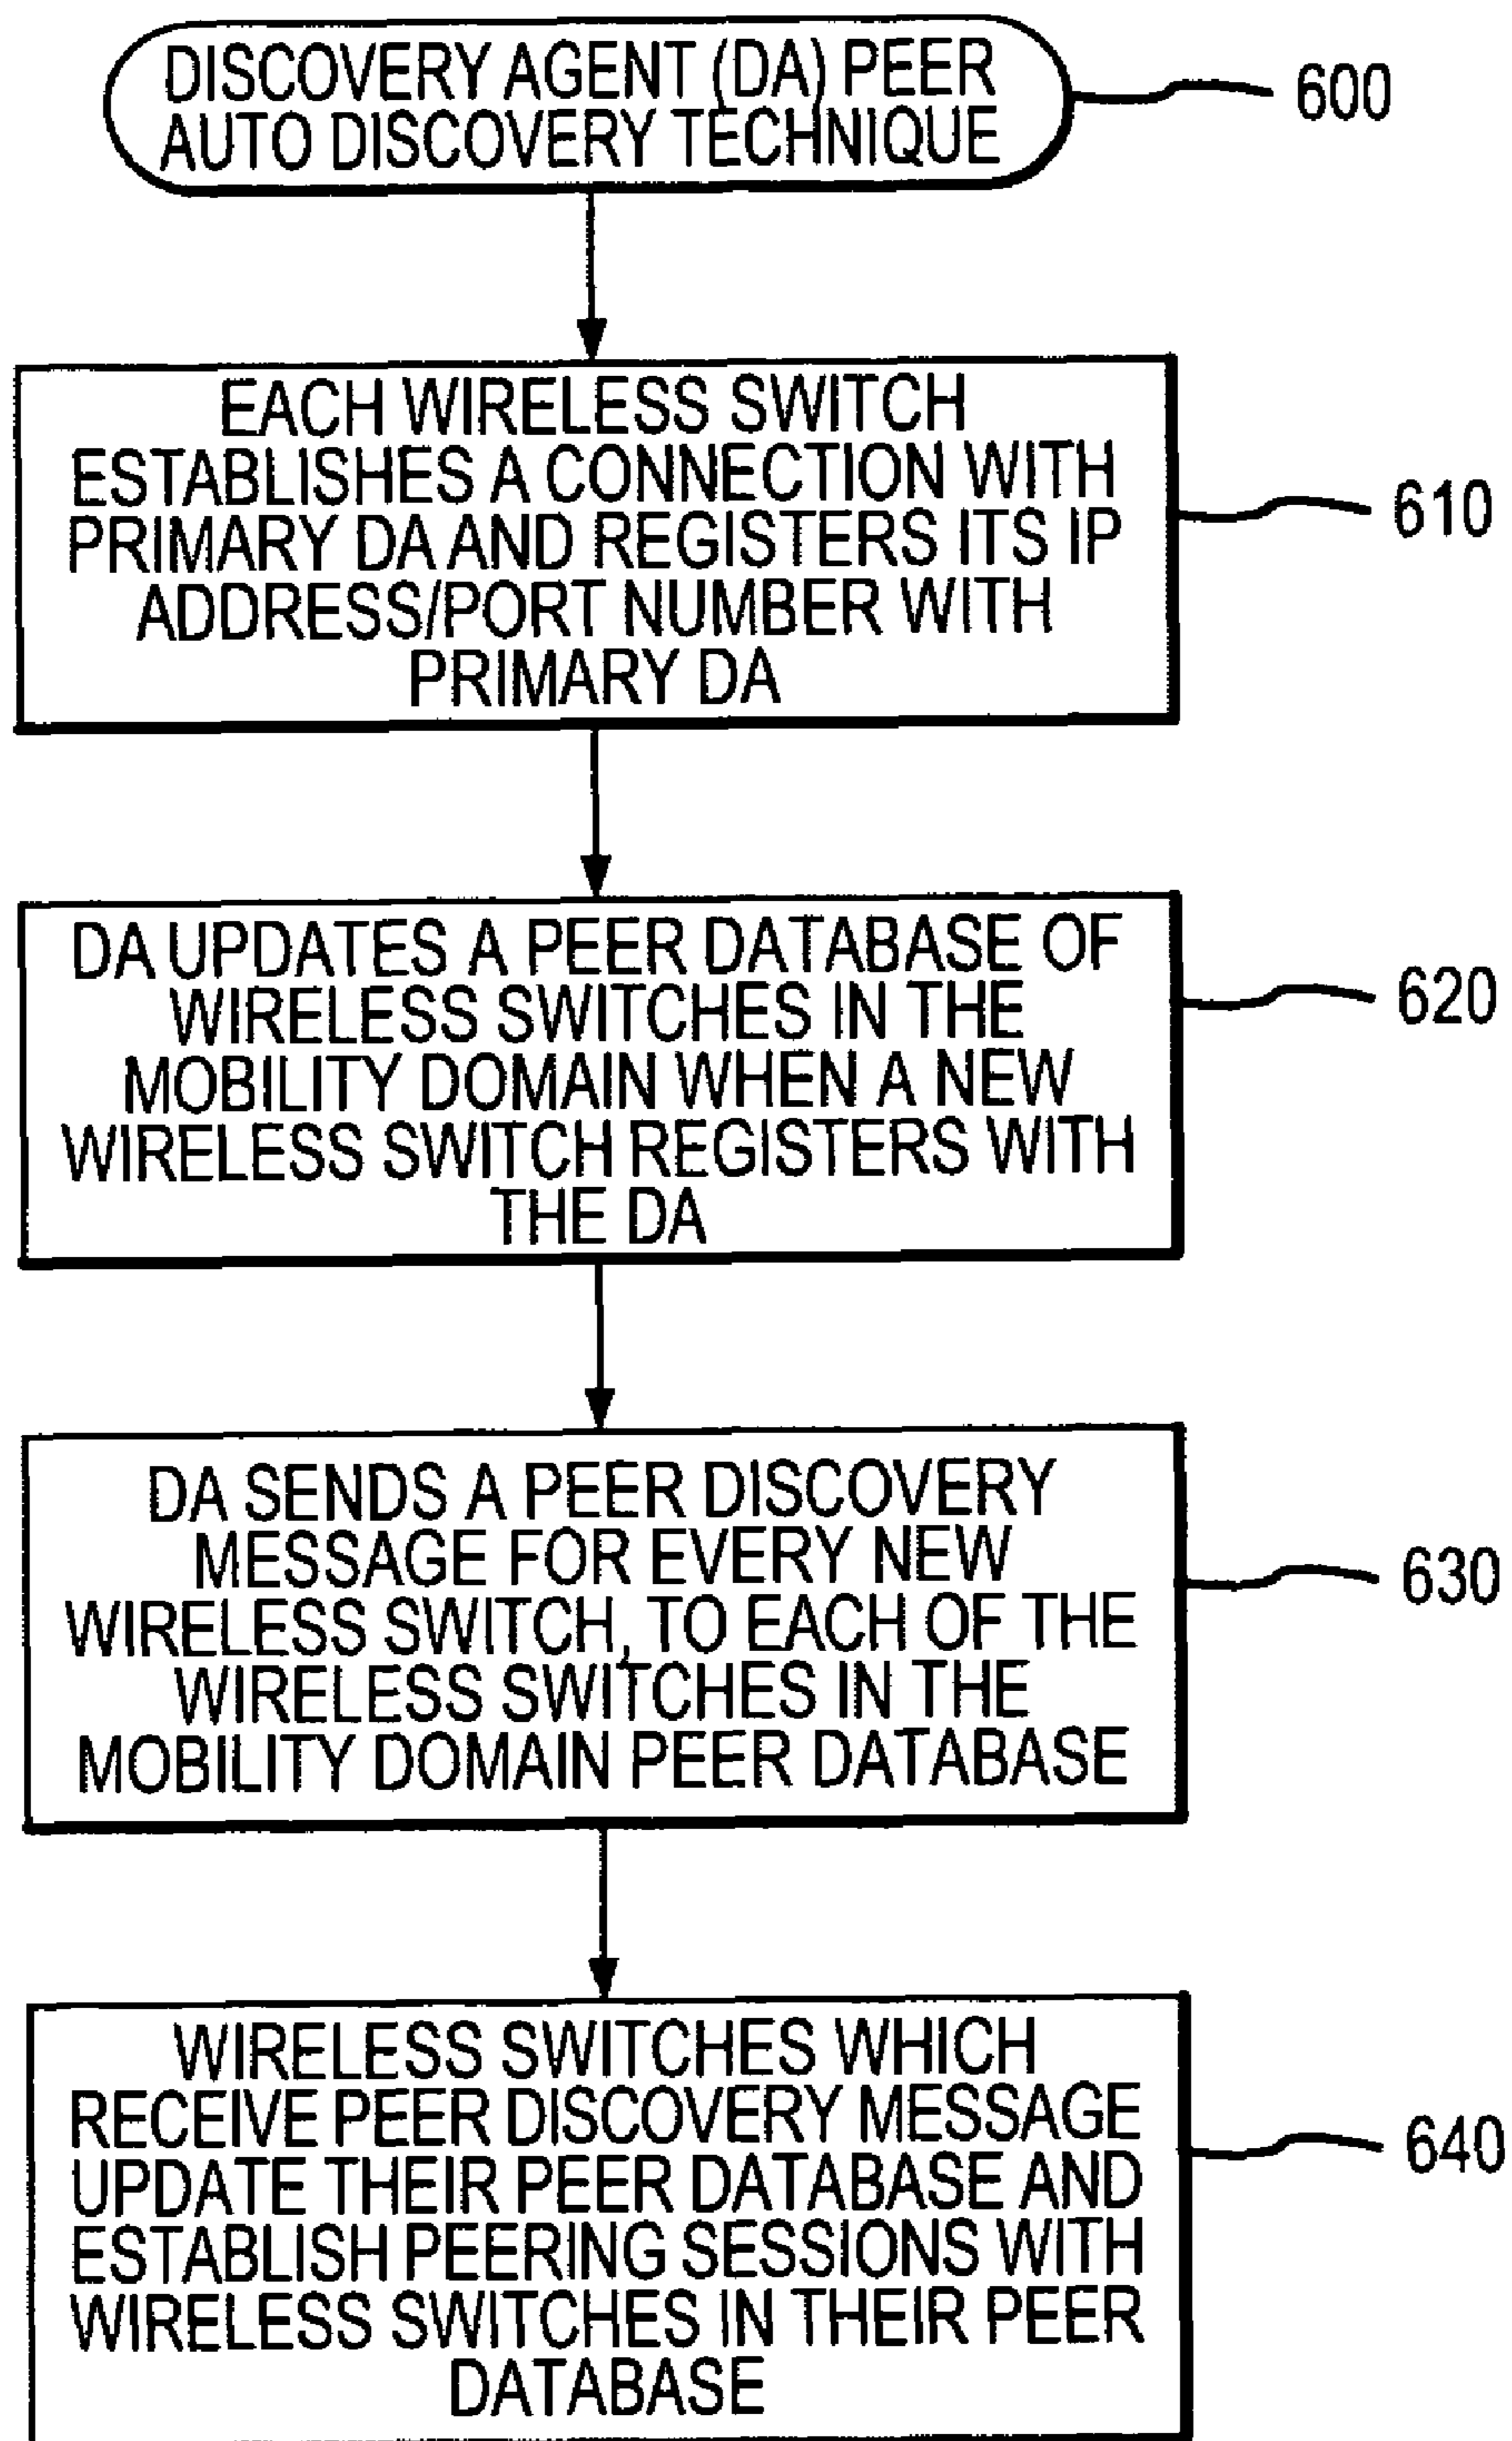 DISCOVERY AGENT (DA) PEER
AUTO DISCOVERY TECHNIQUE
600
EACH WIRELESS SWITCH
ESTABLISHES A CONNECTION WITH
PRIMARY DA AND REGISTERS ITS IP
ADDRESS/PORT NUMBER WITH
PRIMARY DA
610
DA UPDATES A PEER DATABASE OF
WIRELESS SWITCHES IN THE
MOBILITY DOMAIN WHEN A NEW
WIRELESS SWITCH REGISTERS WITH
THE DA
620
DA SENDS A PEER DISCOVERY
MESSAGE FOR EVERY NEW
WIRELESS SWITCH, TO EACH OF THE
WIRELESS SWITCHES IN THE
MOBILITY DOMAIN PEER DATABASE
630
WIRELESS SWITCHES WHICH
RECEIVE PEER DISCOVERY MESSAGE
UPDATE THEIR PEER DATABASE AND
ESTABLISH PEERING SESSIONS WITH
WIRELESS SWITCHES IN THEIR PEER
DATABASE
640